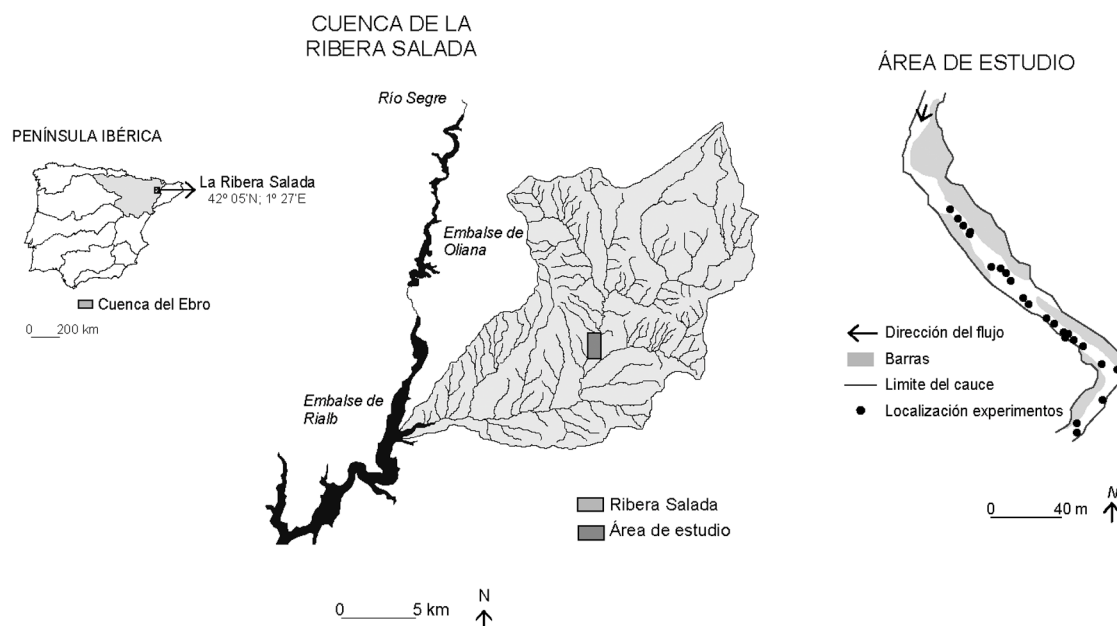 CUENCA DE LA
RIBERA SALADA
ÁREA DE ESTUDIO
Río Segre
PENÍNSULA IBÉRICA
La Ribera Salada
42º 05'N; 1º 27'E
Cuenca del Ebro
0 200 km
Embalse de
Oliana
Embalse de
Rialb
Ribera Salada
Área de estudio
0 5 km
N
Dirección del flujo
Barras
Limite del cauce
Localización experimentos
0 40 m
N